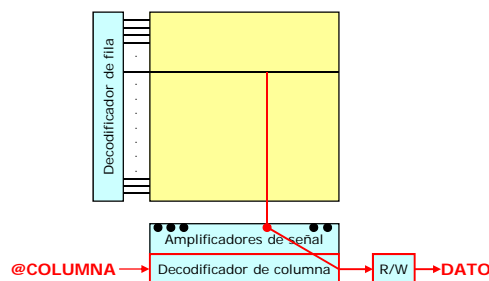 Decodificador de fila
Amplificadores de señal
@COLUMNA
Decodificador de columna
R/W
DATO